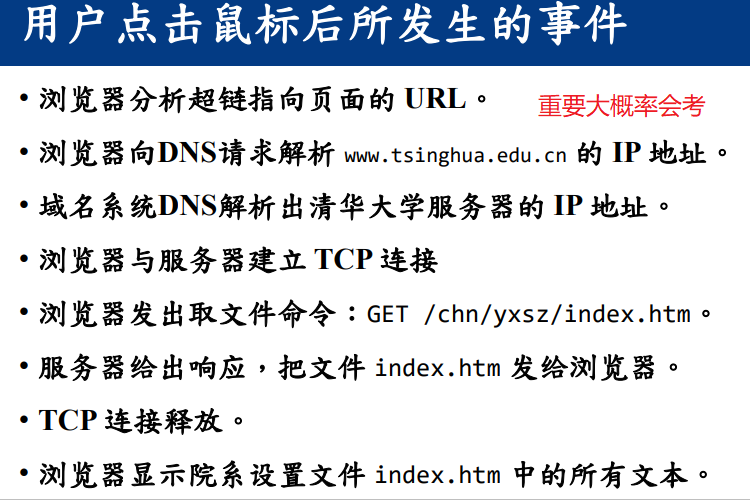 用户点击鼠标后所发生的事件
• 浏览器分析超链指向页面的 URL。 重要大概率会考
• 浏览器向DNS请求解析 www.tsinghua.edu.cn 的 IP 地址。
• 域名系统DNS解析出清华大学服务器的 IP 地址。
• 浏览器与服务器建立 TCP 连接
• 浏览器发出取文件命令：GET /chn/yxsz/index.htm。
• 服务器给出响应，把文件 index.htm 发给浏览器。
• TCP 连接释放。
• 浏览器显示院系设置文件 index.htm 中的所有文本。